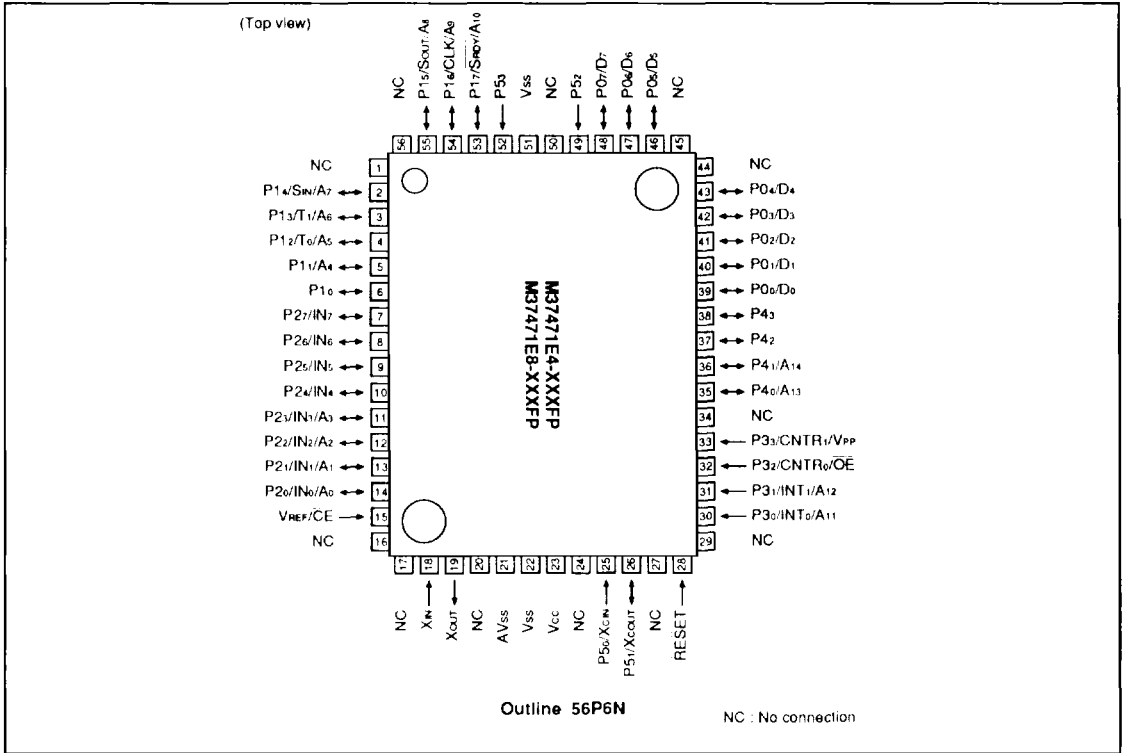 (Top view)
NC
P15/SOUT/A8
P16/CLK/A9
P17/SRDY/A10
P53
VSS
NC
P52
P07/D7
P06/D6
P05/D5
NC
56 55 54 53 52 51 50 49 48 47 46 45
NC 1
P14/SIN/A7 2
P13/T1/A6 3
P12/T0/A5 4
P11/A4 5
P10 6
P27/IN7 7
P26/IN6 8
P25/IN5 9
P24/IN4 10
P23/IN3/A3 11
P22/IN2/A2 12
P21/IN1/A1 13
P20/IN0/A0 14
VREF/CE 15
NC 16
M37471E4-XXXFP
M37471E8-XXXFP
44 NC
43 P04/D4
42 P03/D3
41 P02/D2
40 P01/D1
39 P00/D0
38 P43
37 P42
36 P41/A14
35 P40/A13
34 NC
33 P33/CNTR1/VPP
32 P32/CNTR0/OE
31 P31/INT1/A12
30 P30/INT0/A11
29 NC
17 18 19 20 21 22 23 24 25 26 27 28
NC
XIN
XOUT
NC
AVSS
VSS
VCC
NC
P50/XCIN
P51/XCOUT
NC
RESET
Outline 56P6N
NC : No connection